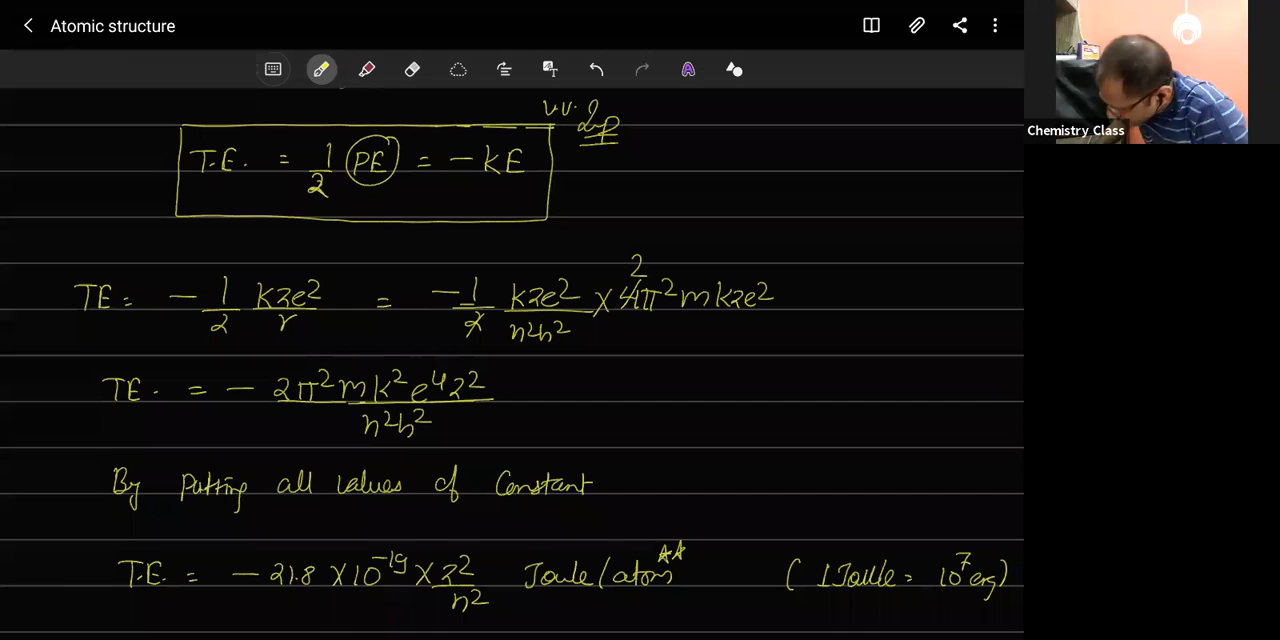 Atomic structure
Chemistry Class
v.v. Imp
T.E. = 1/2 PE = - KE
TE = - 1/2 KZe²/r = - 1/2 KZe²/n²h² × 4π²mKZe² 2
TE. = - 2π²mk²e⁴z²/n²h²
By Putting all values of Constant
T.E. = - 21.8 × 10⁻¹⁹ × z²/n² Joule/atom ( 1 Joule = 10⁷ erg )